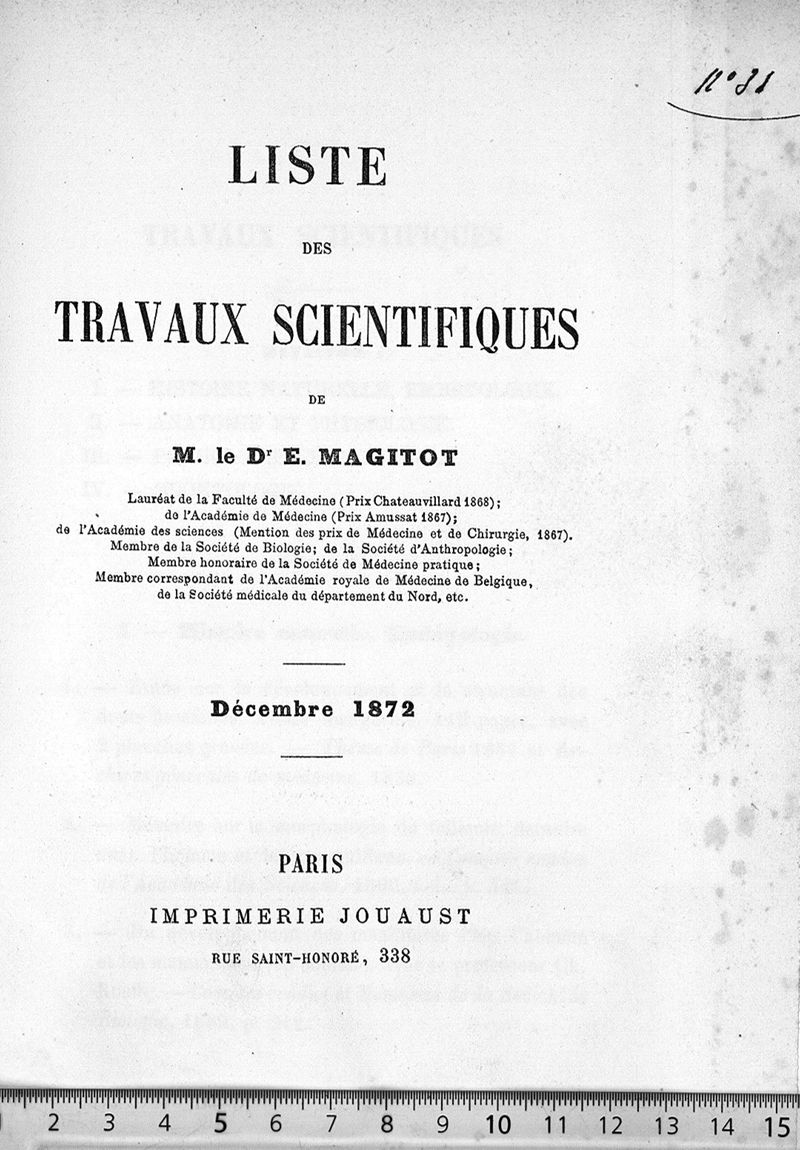 N° 31
LISTE
DES
TRAVAUX SCIENTIFIQUES
DE
M. le Dr E. MAGITOT
Lauréat de la Faculté de Médecine (Prix Chateauvillard 1868);
de l'Académie de Médecine (Prix Amussat 1867);
de l'Académie des sciences (Mention des prix de Médecine et de Chirurgie, 1867).
Membre de la Société de Biologie; de la Société d'Anthropologie;
Membre honoraire de la Société de Médecine pratique;
Membre correspondant de l'Académie royale de Médecine de Belgique,
de la Société médicale du département du Nord, etc.
Décembre 1872
PARIS
IMPRIMERIE JOUAUST
RUE SAINT-HONORÉ, 338
2 3 4 5 6 7 8 9 10 11 12 13 14 15